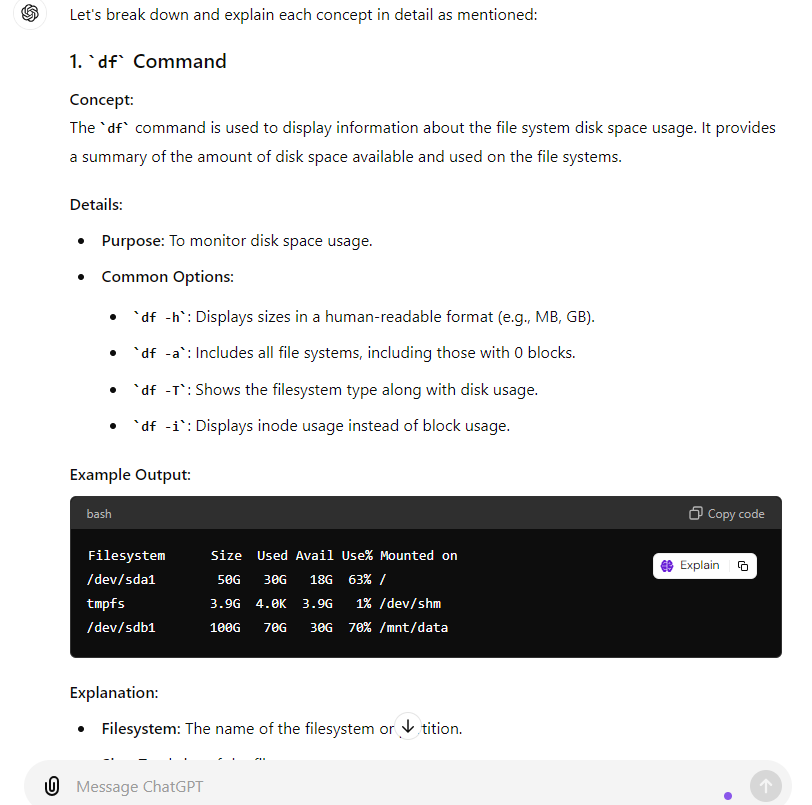 Let's break down and explain each concept in detail as mentioned:
1. `df` Command
Concept:
The `df` command is used to display information about the file system disk space usage. It provides
a summary of the amount of disk space available and used on the file systems.
Details:
Purpose: To monitor disk space usage.
Common Options:
`df -h`: Displays sizes in a human-readable format (e.g., MB, GB).
`df -a`: Includes all file systems, including those with 0 blocks.
`df -T`: Shows the filesystem type along with disk usage.
`df -i`: Displays inode usage instead of block usage.
Example Output:
bash Copy code
Filesystem Size Used Avail Use% Mounted on
Explain
/dev/sda1 50G 30G 18G 63% /
tmpfs 3.9G 4.0K 3.9G 1% /dev/shm
/dev/sdb1 100G 70G 30G 70% /mnt/data
Explanation:
Filesystem: The name of the filesystem or tition.
Message ChatGPT